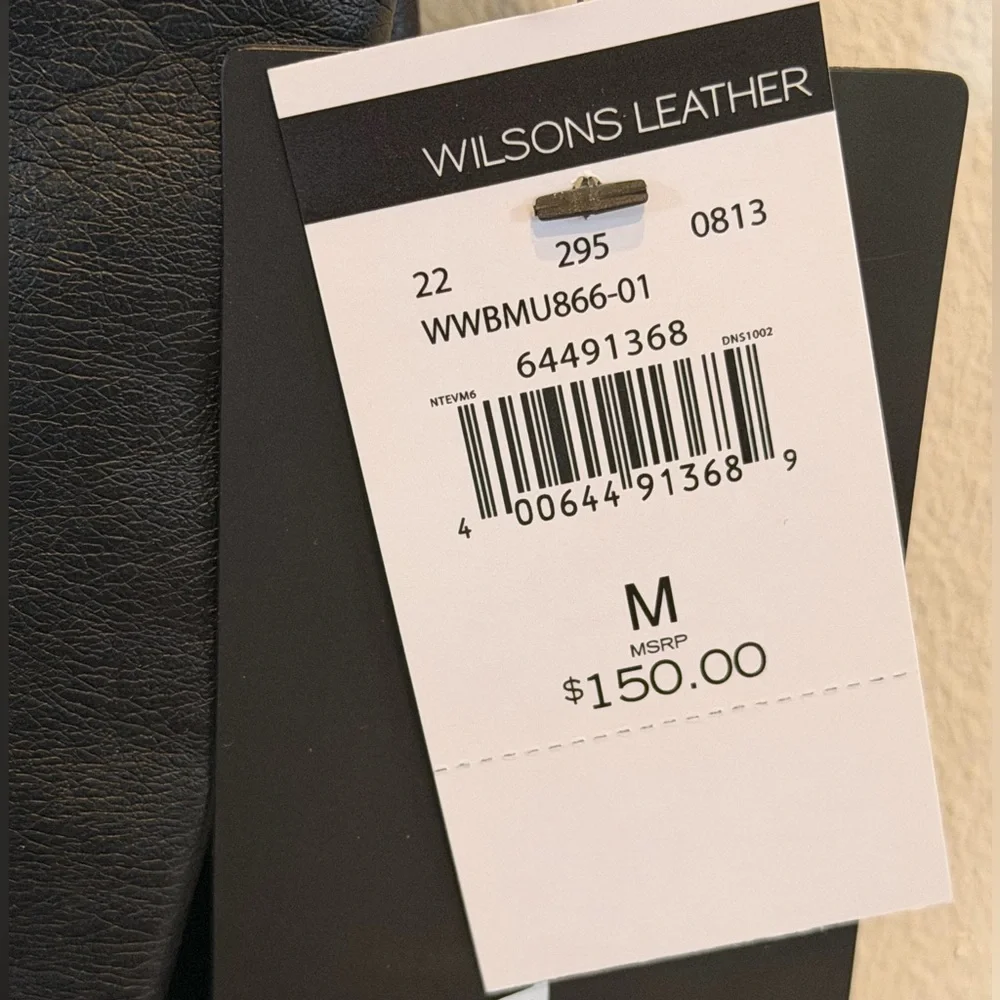 WILSONS LEATHER
22 295 0813
WWBMU866-01
64491368
NTEVM6 DNS1002
4 00644 91368 9
M
MSRP
$150.00